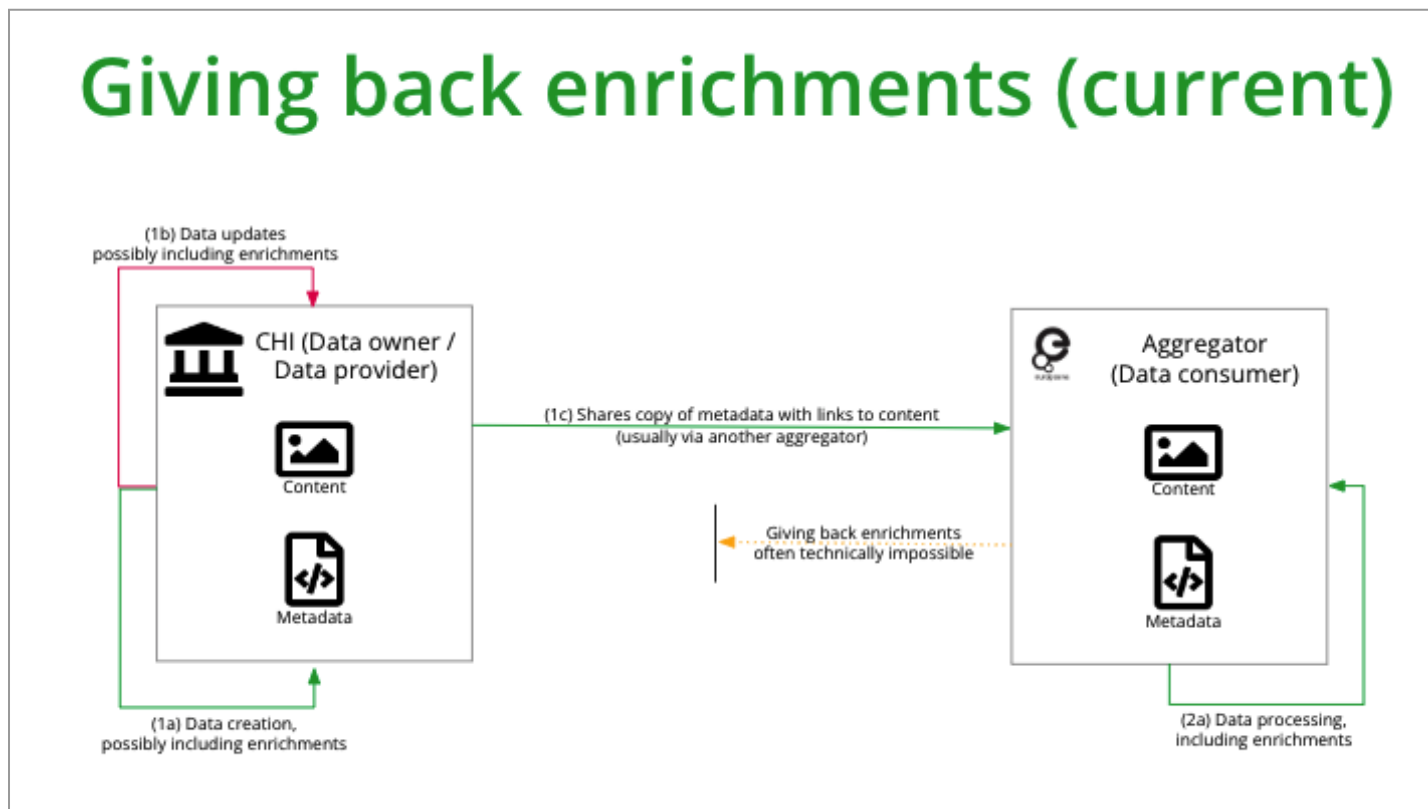 Giving back enrichments (current)
(1b) Data updates
possibly including enrichments
CHI (Data owner /
Data provider)
Content
Metadata
(1a) Data creation,
possibly including enrichments
(1c) Shares copy of metadata with links to content
(usually via another aggregator)
Giving back enrichments
often technically impossible
Aggregator
(Data consumer)
Content
Metadata
(2a) Data processing,
including enrichments